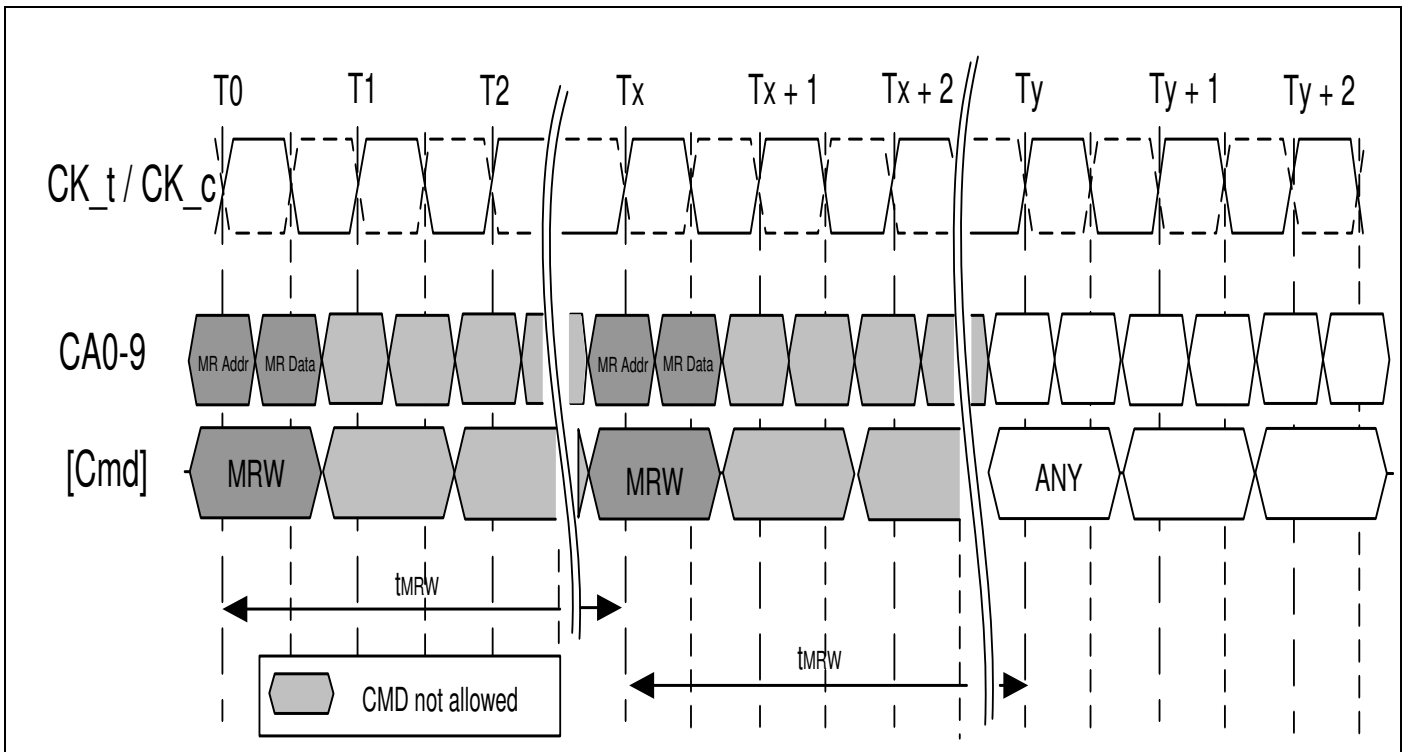 T0 T1 T2 Tx Tx + 1 Tx + 2 Ty Ty + 1 Ty + 2
CK_t / CK_c
CA0-9 MR Addr MR Data MR Addr MR Data
[Cmd] MRW MRW ANY
tMRW
tMRW
CMD not allowed